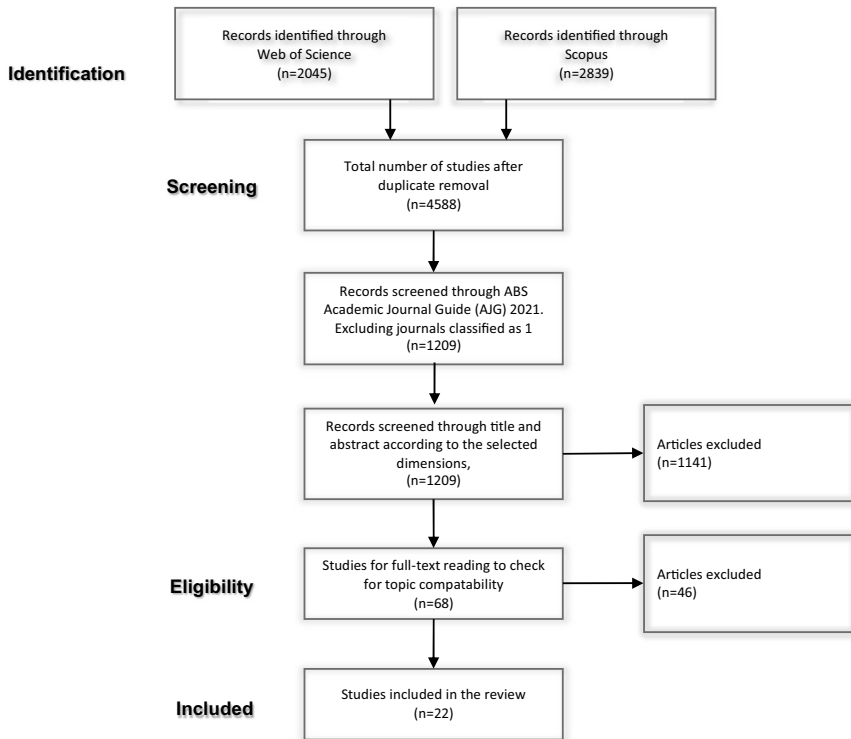 Records identified through
Web of Science
(n=2045)
Records identified through
Scopus
(n=2839)
Identification
Total number of studies after
duplicate removal
(n=4588)
Screening
Records screened through ABS
Academic Journal Guide (AJG) 2021.
Excluding journals classified as 1
(n=1209)
Records screened through title and
abstract according to the selected
dimensions,
(n=1209)
Articles excluded
(n=1141)
Studies for full-text reading to check
for topic compatability
(n=68)
Eligibility
Articles excluded
(n=46)
Studies included in the review
(n=22)
Included